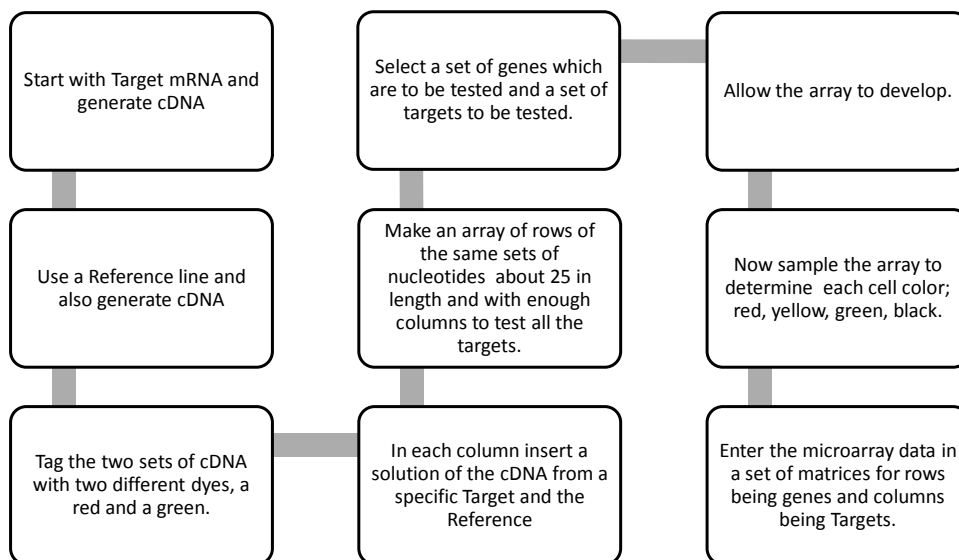 Start with Target mRNA and
generate cDNA
Use a Reference line and
also generate cDNA
Tag the two sets of cDNA
with two different dyes, a
red and a green.
In each column insert a
solution of the cDNA from a
specific Target and the
Reference
Make an array of rows of
the same sets of
nucleotides  about 25 in
length and with enough
columns to test all the
targets.
Select a set of genes which
are to be tested and a set of
targets to be tested.
Allow the array to develop.
Now sample the array to
determine  each cell color;
red, yellow, green, black.
Enter the microarray data in
a set of matrices for rows
being genes and columns
being Targets.